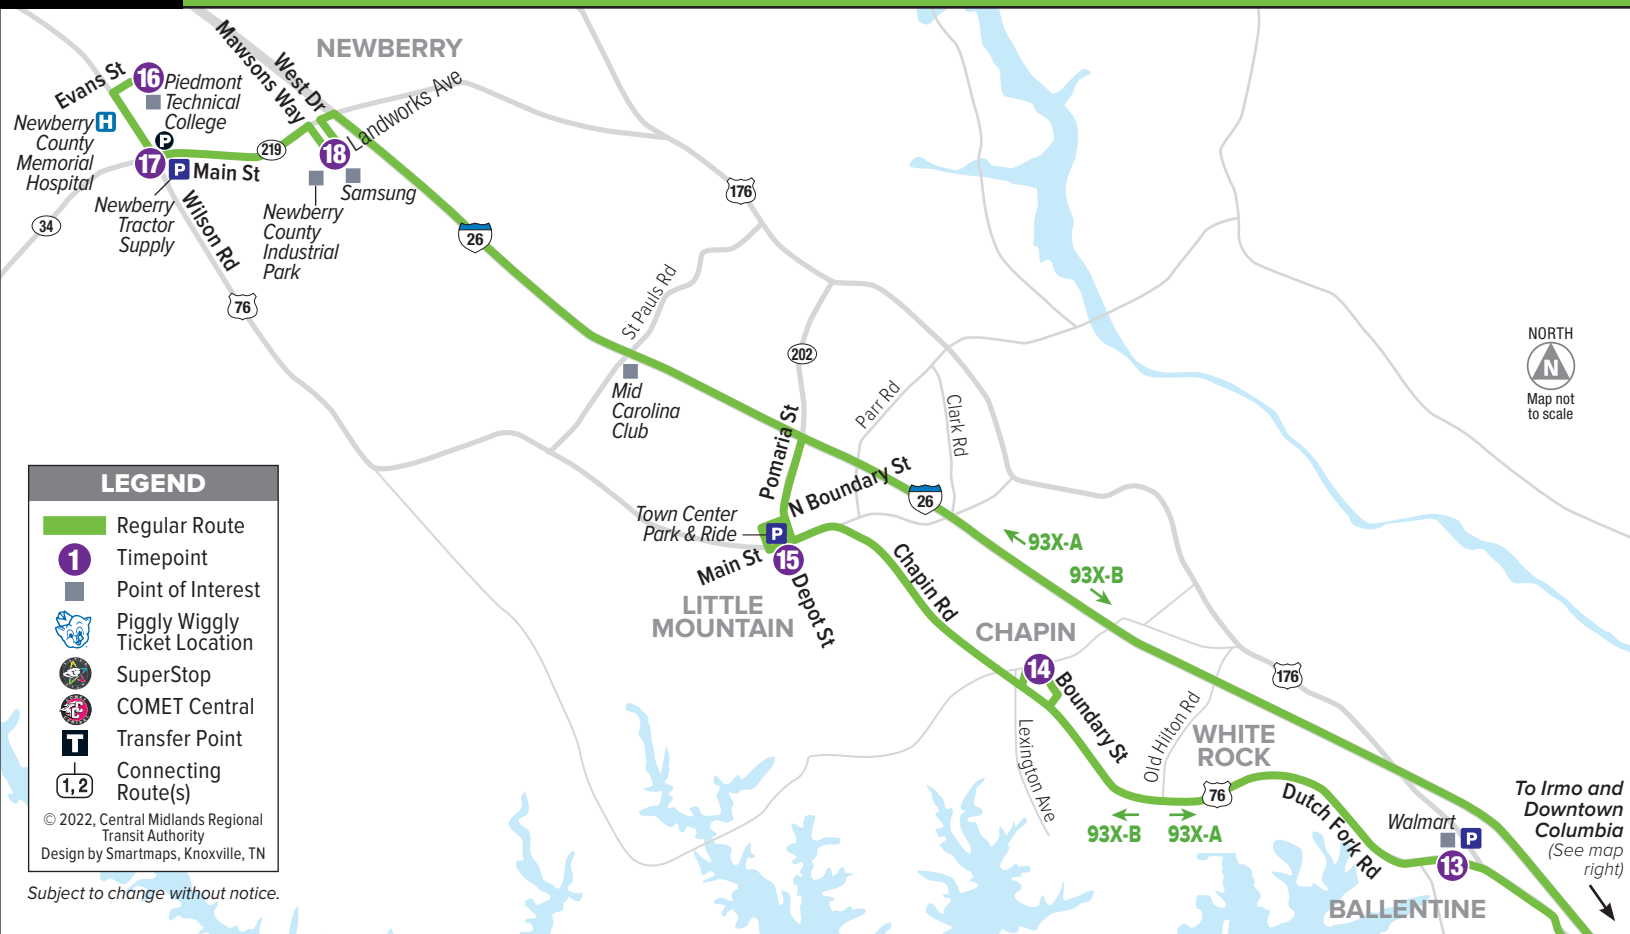 NEWBERRY
Mawsons Way
West Dr
Landworks Ave
Evans St
16
Piedmont
Technical
College
H
Newberry
County
Memorial
Hospital
P
17
P
Main St
219
18
Samsung
Newberry
County
Industrial
Park
Newberry
Tractor
Supply
Wilson Rd
34
76
26
176
St Pauls Rd
202
Mid
Carolina
Club
Parr Rd
Clark Rd
Pomaria St
N Boundary St
26
Town Center
Park & Ride
P
Main St
15
Depot St
LITTLE
MOUNTAIN
Chapin Rd
93X-A
93X-B
CHAPIN
14
Boundary St
Lexington Ave
Old Hilton Rd
WHITE
ROCK
176
76
93X-B
93X-A
Dutch Fork Rd
Walmart
P
13
BALLENTINE
To Irmo and
Downtown
Columbia
(See map
right)
NORTH
N
Map not
to scale
LEGEND
Regular Route
1
Timepoint
Point of Interest
Piggly Wiggly
Ticket Location
SuperStop
COMET Central
T
Transfer Point
1, 2
Connecting
Route(s)
© 2022, Central Midlands Regional
Transit Authority
Design by Smartmaps, Knoxville, TN
Subject to change without notice.